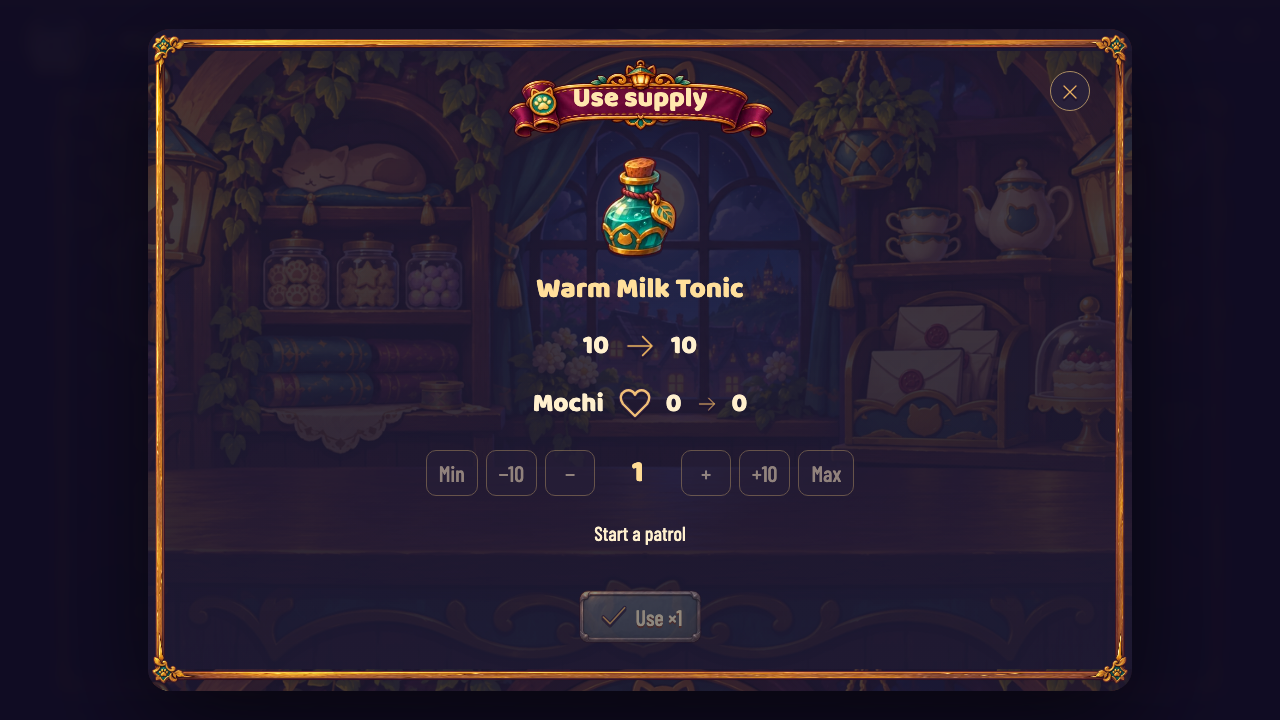 Use supply
Warm Milk Tonic
10 → 10
Mochi 0 → 0
Min −10 − 1 + +10 Max
Start a patrol
Use ×1